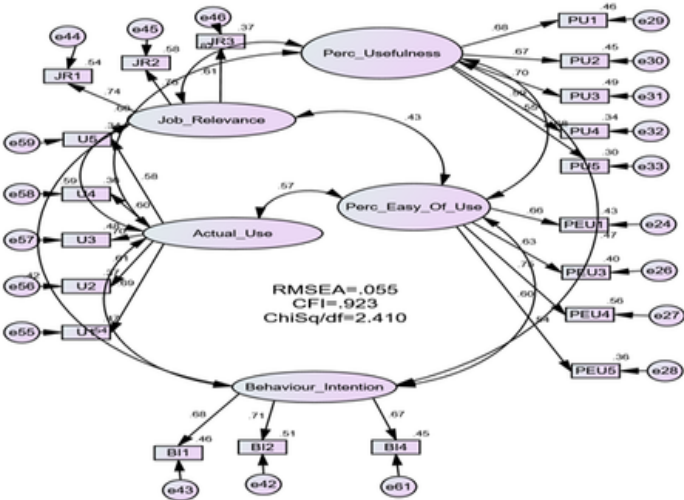 e46
.37
.46
PU1
e29
e44
e45
JR3
.68
.58
JR2
Perc_Usefulness
.67
.45
PU2
e30
.54
JR1
.61
.70
.49
PU3
e31
.74
Job_Relevance
.43
.34
PU4
e32
e59
U5
.30
PU5
e33
.58
.57
e58
.59
U4
.60
Perc_Easy_Of_Use
.66
.43
PEU1
e24
e57
U3
Actual_Use
.63
.47
.61
.40
PEU3
e26
e56
.42
U2
.69
RMSEA=.055
CFI=,923
ChiSq/df=2.410
.60
.56
PEU4
e27
e55
.54
.36
PEU5
e28
Behaviour_Intention
.68
.71
.67
.46
BI1
.51
BI2
.45
BI4
e43
e42
e61